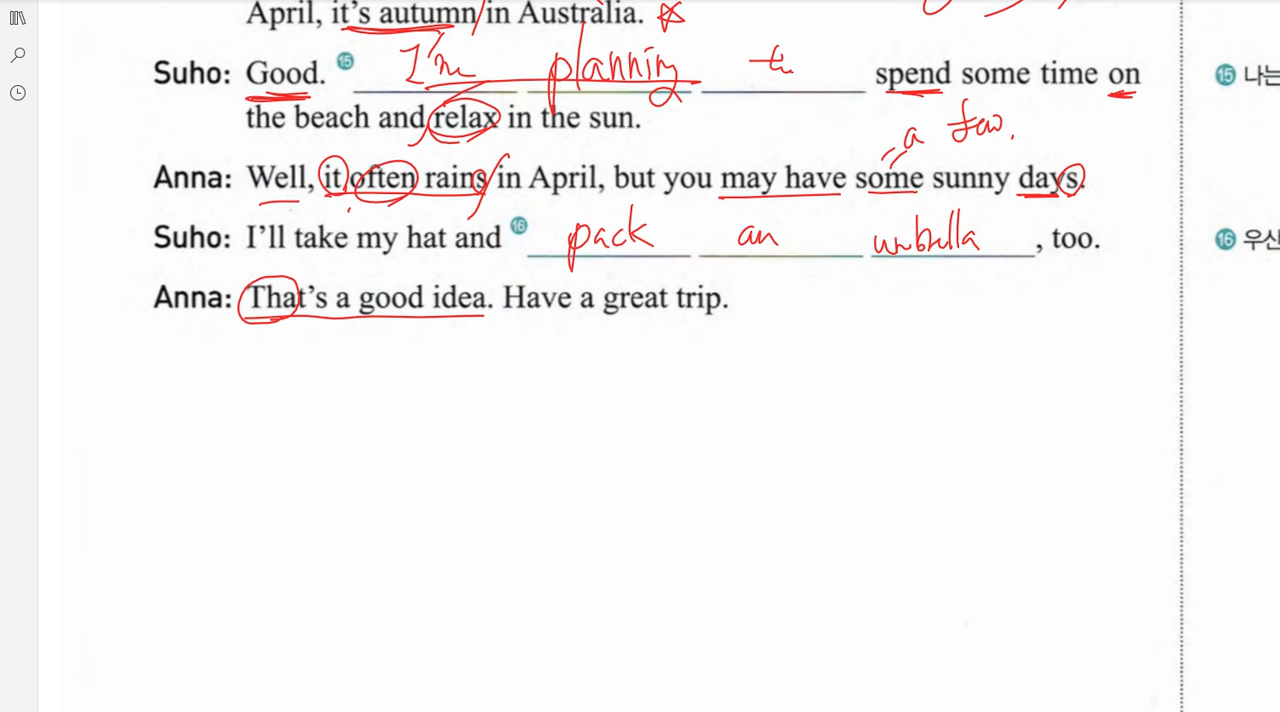 April, it's autumn in Australia.
a few.
Suho: Good. ⑮ I'm planning to spend some time on ⑮ 나는
the beach and relax in the sun.
Anna: Well, it often rains in April, but you may have some sunny days.
Suho: I'll take my hat and ⑯ pack an umbrella, too. ⑯ 우산
Anna: That's a good idea. Have a great trip.